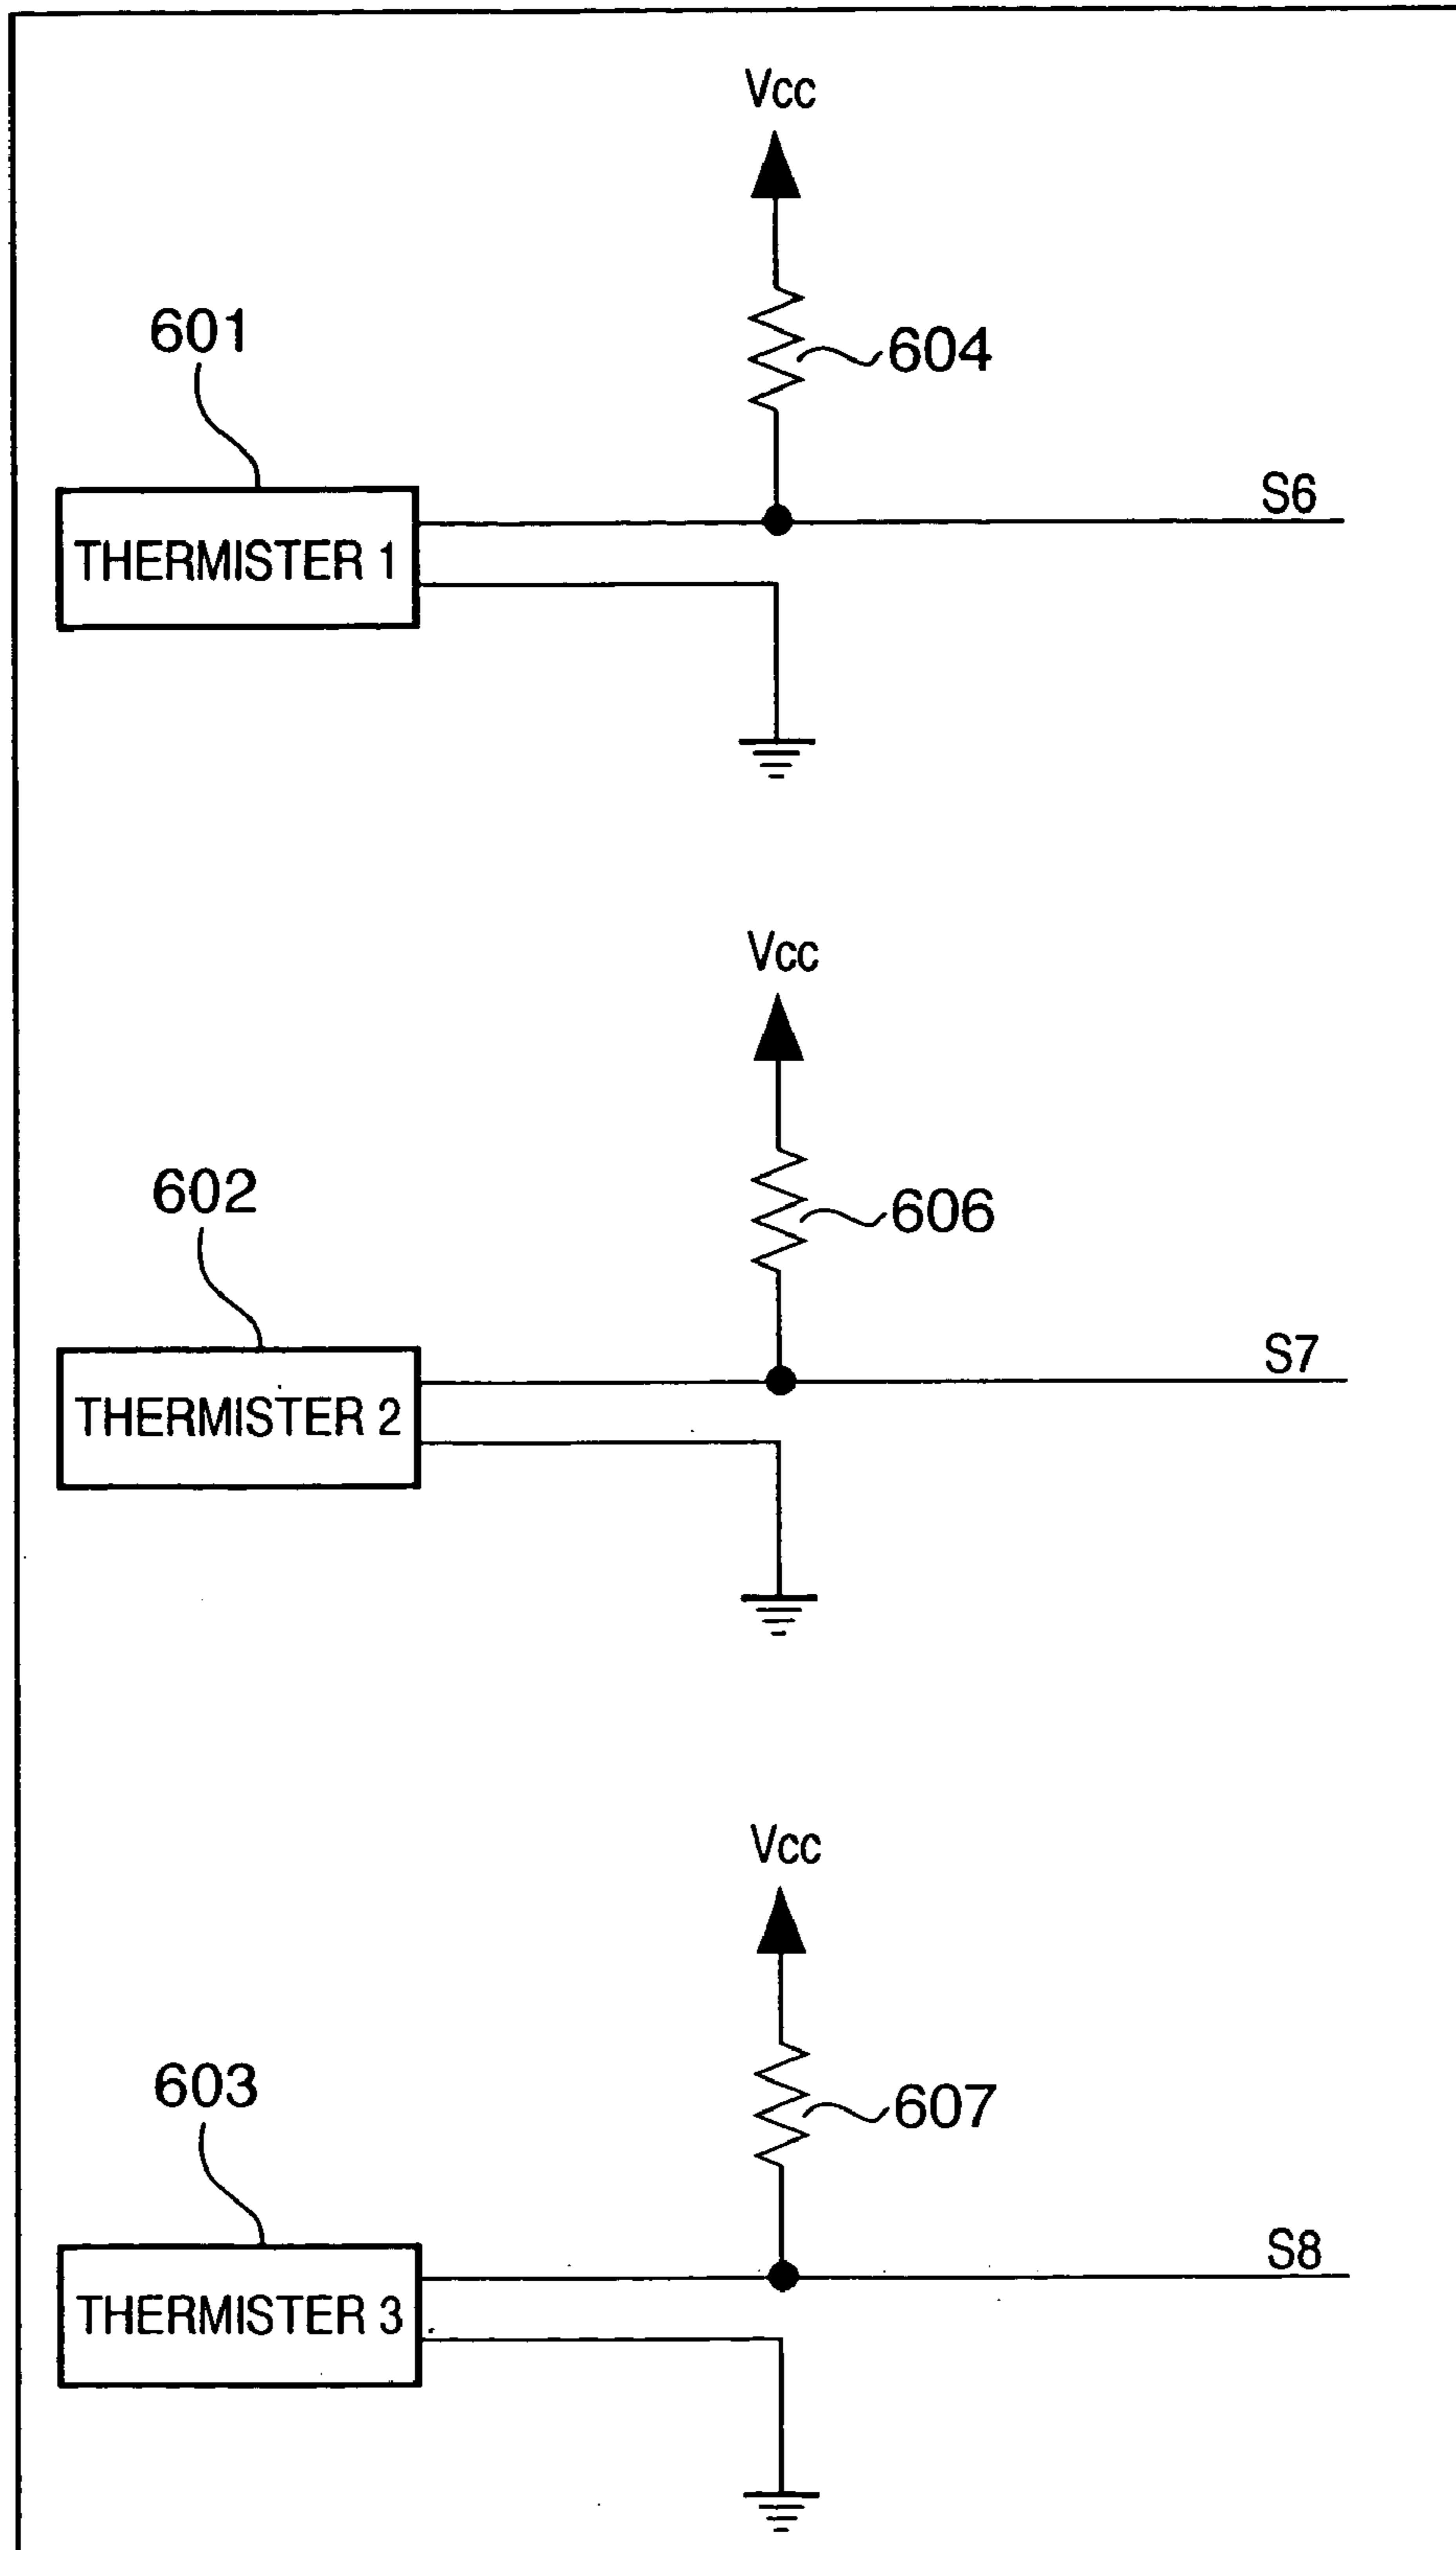 Vcc
601
604
S6
THERMISTER 1
Vcc
602
606
S7
THERMISTER 2
Vcc
603
607
S8
THERMISTER 3